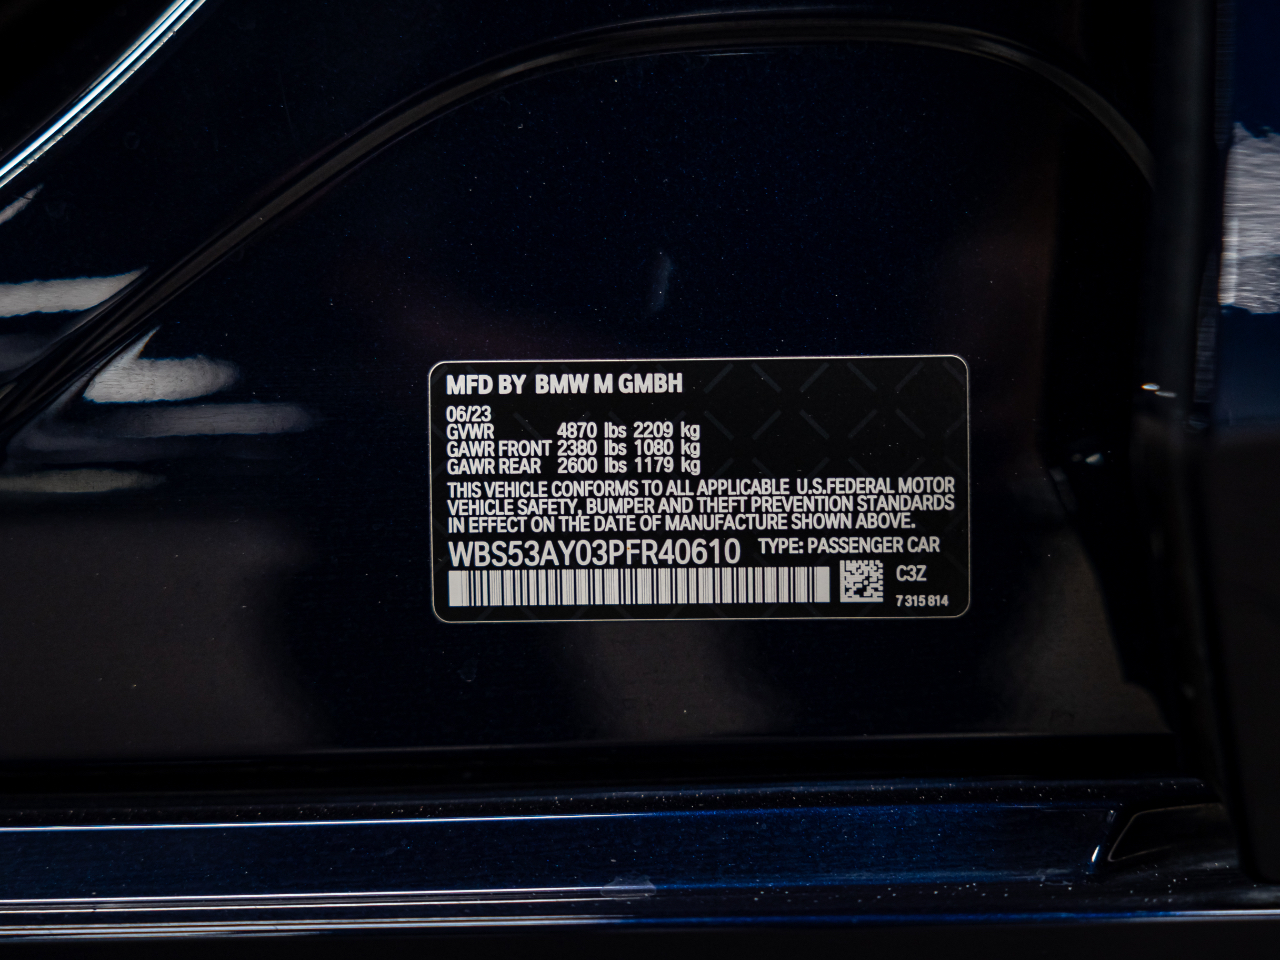 MFD BY BMW M GMBH
06/23
GVWR 4870 lbs 2209 kg
GAWR FRONT 2380 lbs 1080 kg
GAWR REAR 2600 lbs 1179 kg
THIS VEHICLE CONFORMS TO ALL APPLICABLE U.S.FEDERAL MOTOR
VEHICLE SAFETY, BUMPER AND THEFT PREVENTION STANDARDS
IN EFFECT ON THE DATE OF MANUFACTURE SHOWN ABOVE.
WBS53AY03PFR40610 TYPE: PASSENGER CAR
C3Z
7 315 814